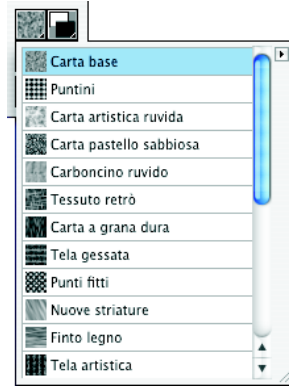 Carta base
Puntini
Carta artistica ruvida
Carta pastello sabbiosa
Carboncino ruvido
Tessuto retrò
Carta a grana dura
Tela gessata
Punti fitti
Nuove striature
Finto legno
Tela artistica